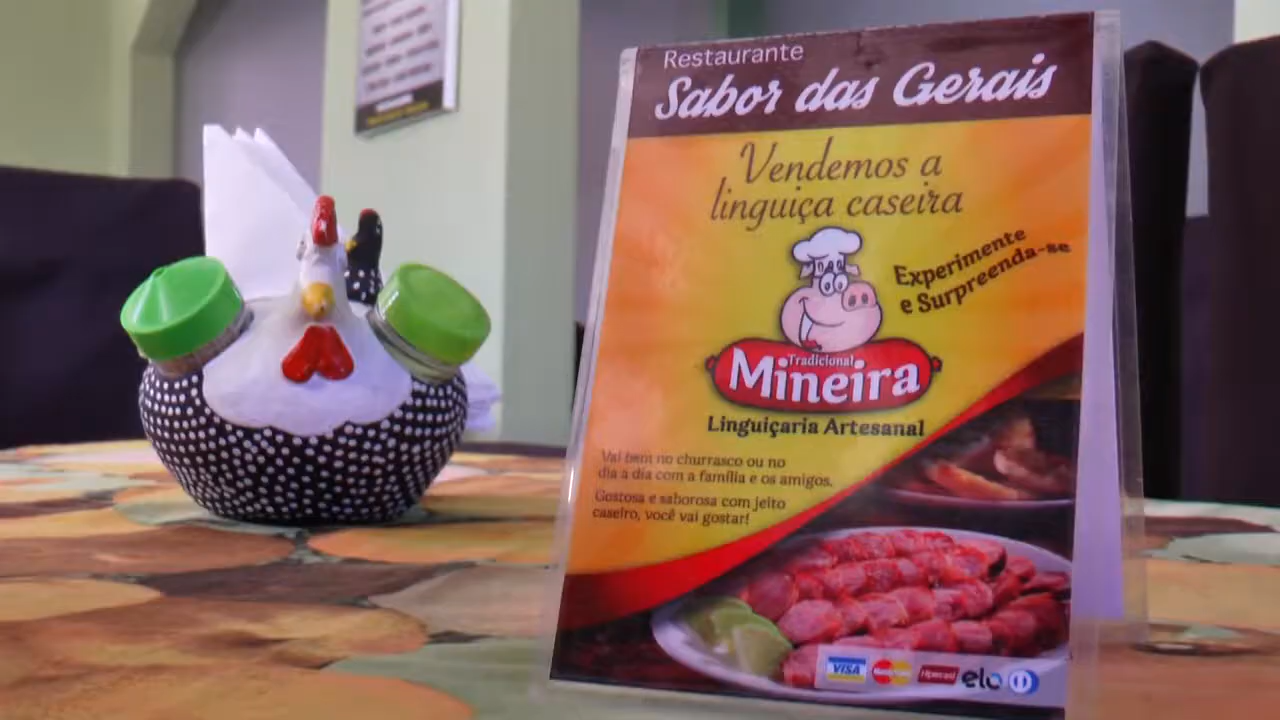 Restaurante
Sabor das Gerais
Vendemos a
linguiça caseira
Experimente
e Surpreenda-se
Tradicional
Mineira
Linguiçaria Artesanal
Vai bem no churrasco ou no
dia a dia com a família e os amigos.
Gostosa e saborosa com jeito
caseiro, você vai gostar!
VISA MasterCard Hipercard elo